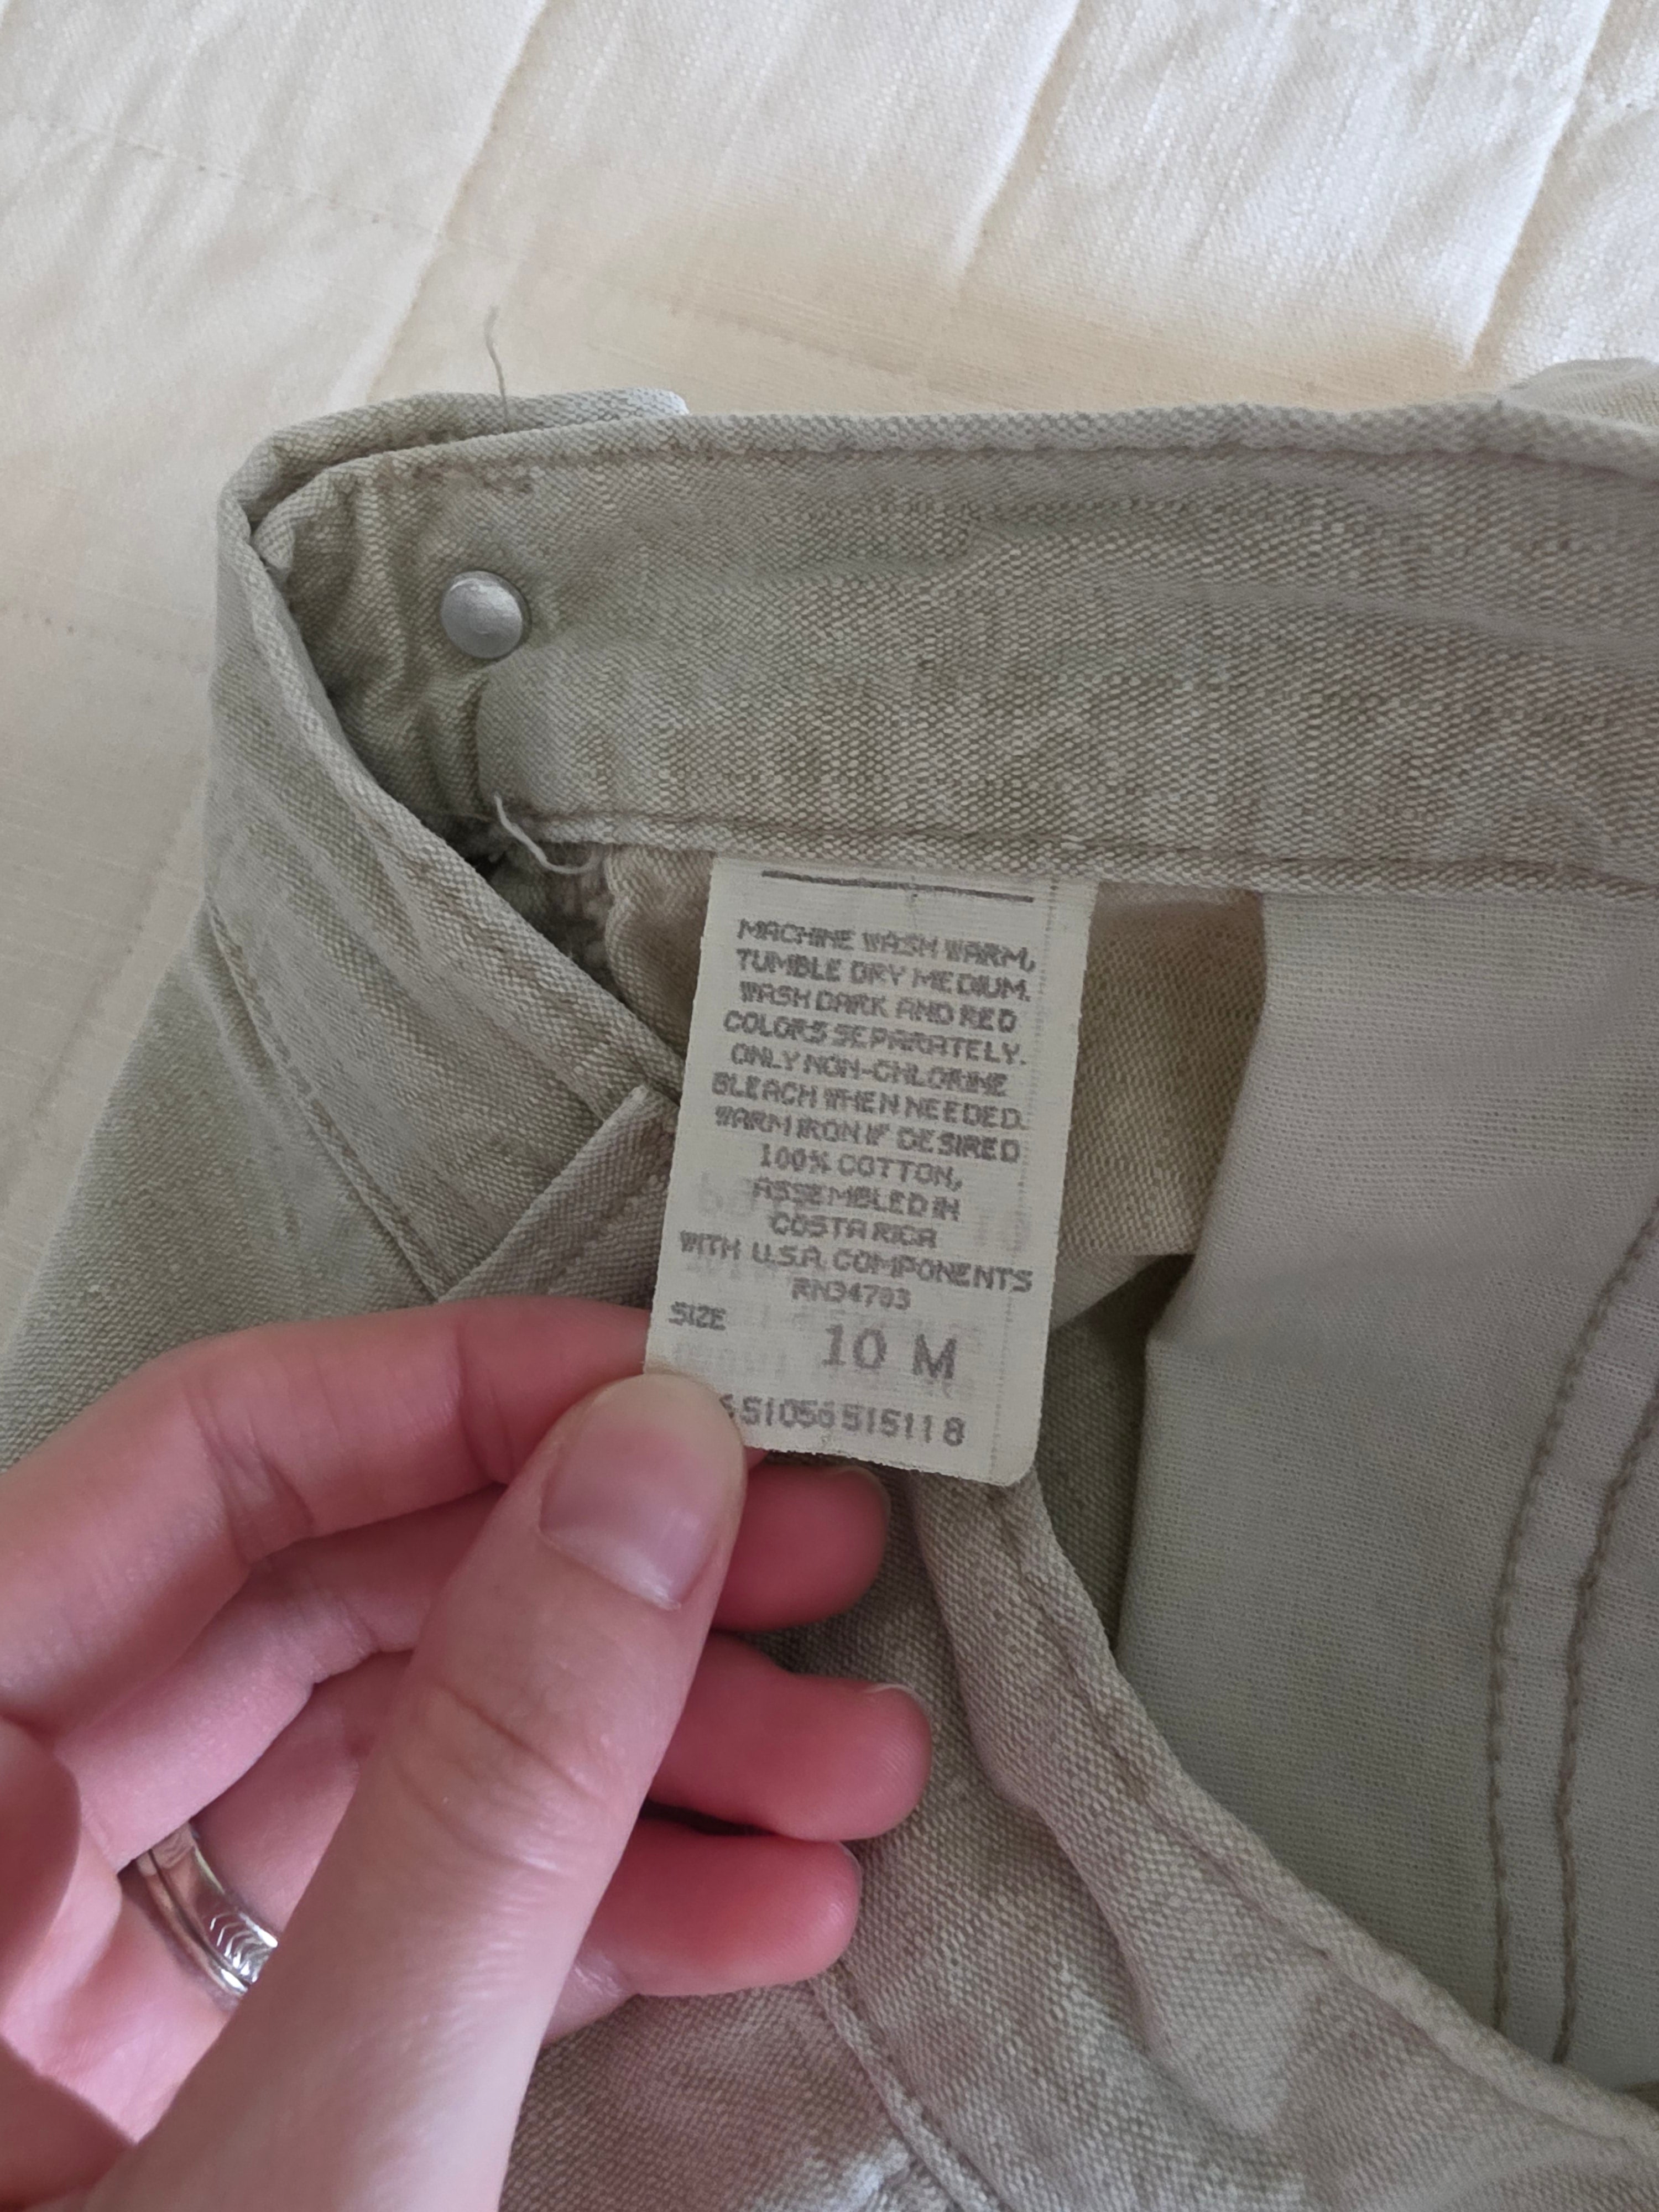 MACHINE WASH WARM,
TUMBLE DRY MEDIUM.
WASH DARK AND RED
COLORS SEPARATELY.
ONLY NON-CHLORINE
BLEACH WHEN NEEDED.
WARM IRON IF DESIRED
100% COTTON,
ASSEMBLED IN
COSTA RICA
WITH U.S.A. COMPONENTS
RN34703
SIZE 10 M
651056515118